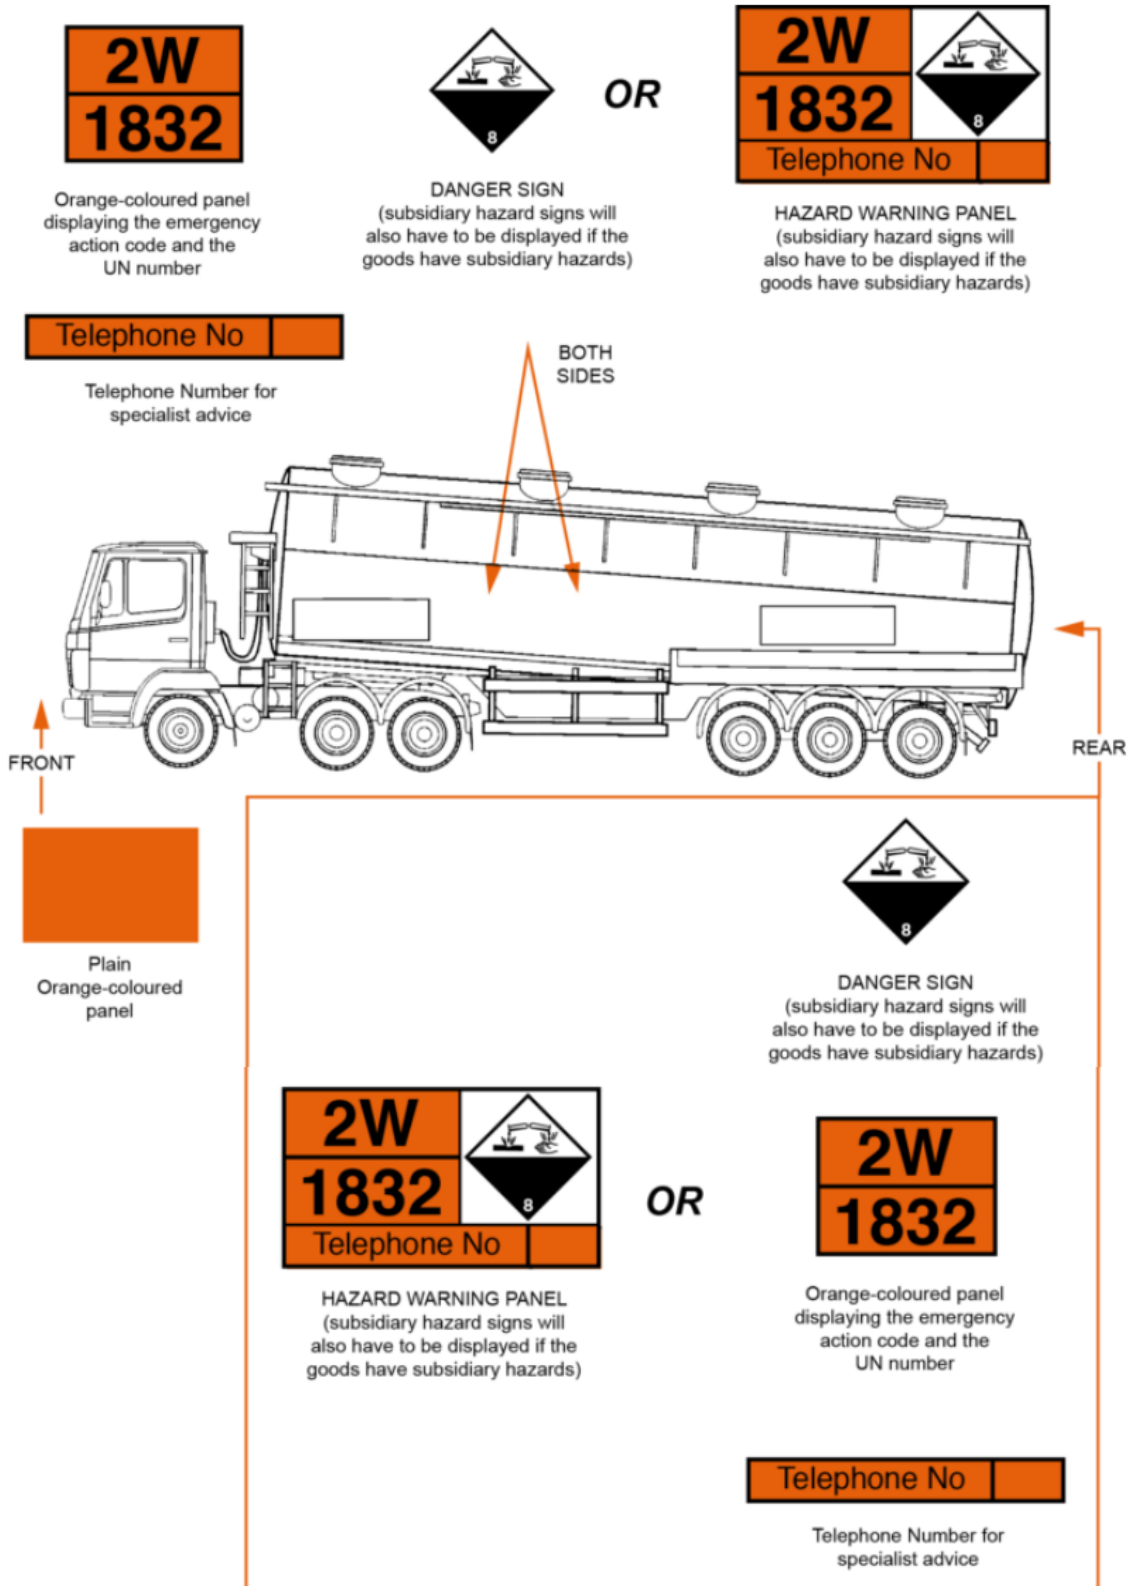 2W
1832
Orange-coloured panel
displaying the emergency
action code and the
UN number
8
DANGER SIGN
(subsidiary hazard signs will
also have to be displayed if the
goods have subsidiary hazards)
OR
2W
1832
8
Telephone No
HAZARD WARNING PANEL
(subsidiary hazard signs will
also have to be displayed if the
goods have subsidiary hazards)
Telephone No
Telephone Number for
specialist advice
BOTH
SIDES
FRONT
REAR
Plain
Orange-coloured
panel
8
DANGER SIGN
(subsidiary hazard signs will
also have to be displayed if the
goods have subsidiary hazards)
2W
1832
8
Telephone No
HAZARD WARNING PANEL
(subsidiary hazard signs will
also have to be displayed if the
goods have subsidiary hazards)
OR
2W
1832
Orange-coloured panel
displaying the emergency
action code and the
UN number
Telephone No
Telephone Number for
specialist advice